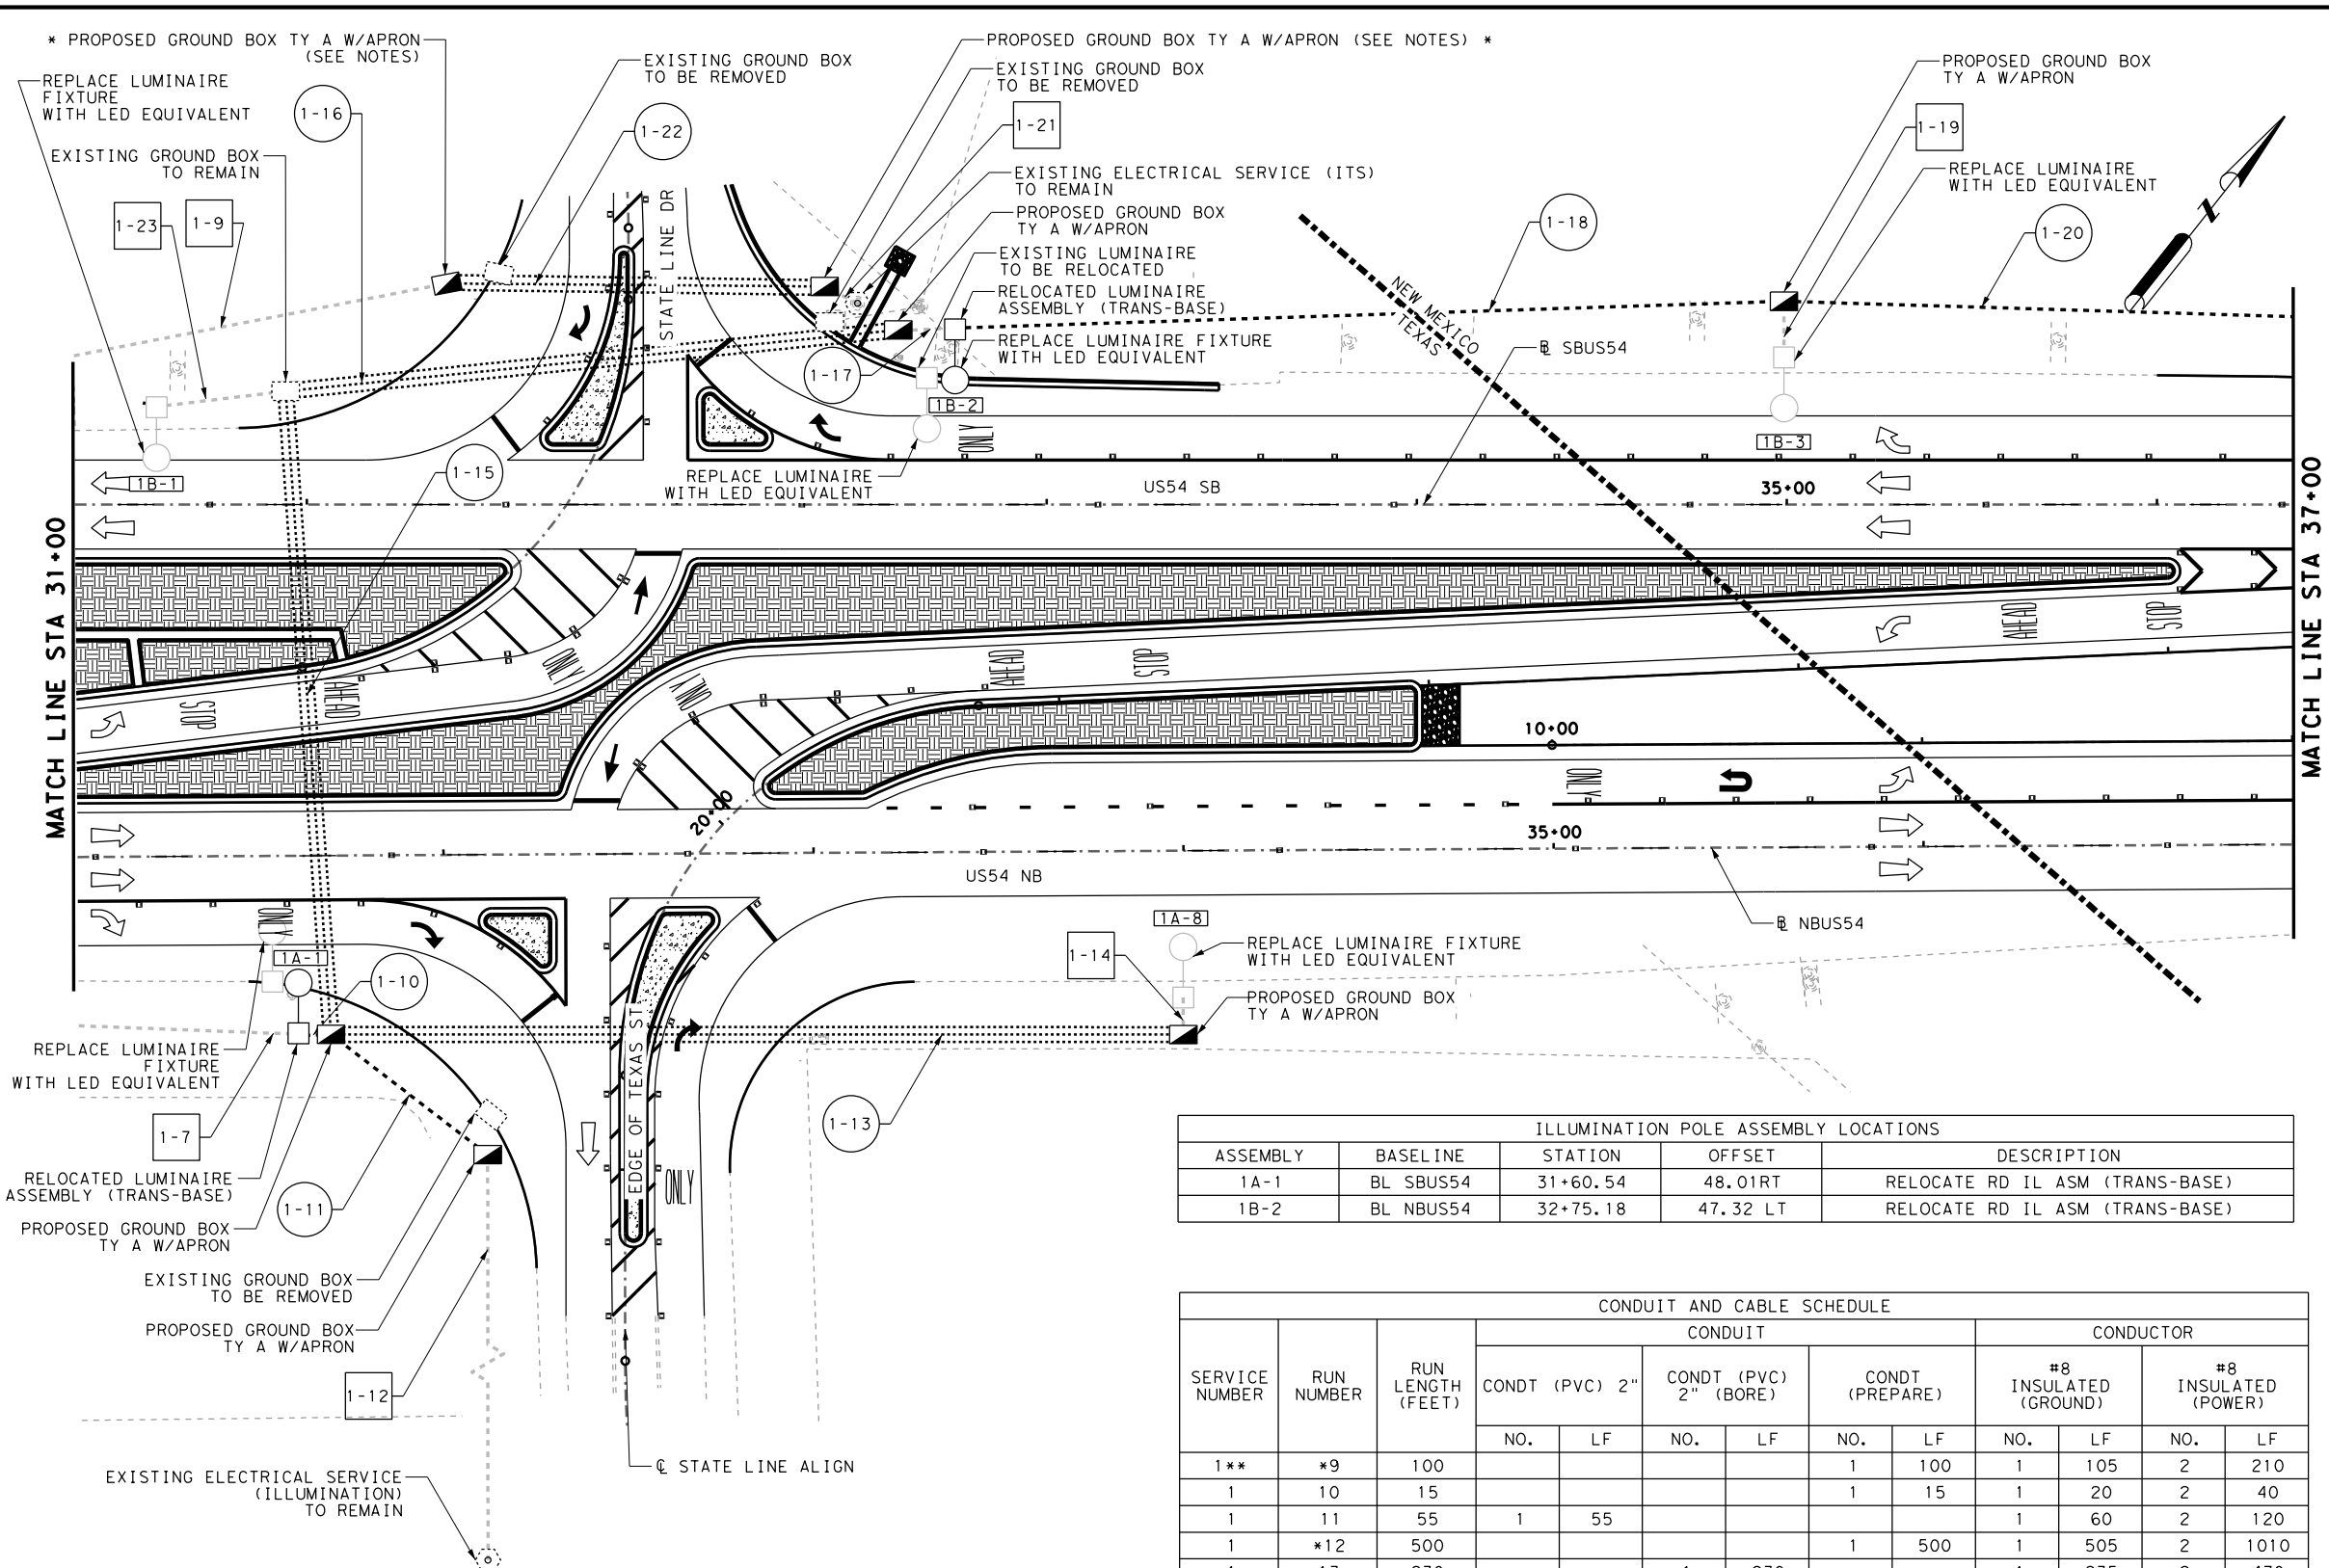 * PROPOSED GROUND BOX TY A W/APRON
(SEE NOTES)
REPLACE LUMINAIRE
FIXTURE
WITH LED EQUIVALENT
1-16
EXISTING GROUND BOX
TO REMAIN
1-23
1-9
EXISTING GROUND BOX
TO BE REMOVED
1-22
STATE LINE DR
PROPOSED GROUND BOX TY A W/APRON (SEE NOTES) *
EXISTING GROUND BOX
TO BE REMOVED
1-21
EXISTING ELECTRICAL SERVICE (ITS)
TO REMAIN
PROPOSED GROUND BOX
TY A W/APRON
EXISTING LUMINAIRE
TO BE RELOCATED
RELOCATED LUMINAIRE
ASSEMBLY (TRANS-BASE)
REPLACE LUMINAIRE FIXTURE
WITH LED EQUIVALENT
1-17
1B-2
ONLY
REPLACE LUMINAIRE
WITH LED EQUIVALENT
1-18
NEW MEXICO
TEXAS
BL SBUS54
PROPOSED GROUND BOX
TY A W/APRON
1-19
REPLACE LUMINAIRE
WITH LED EQUIVALENT
1-20
N
1B-3
1B-1
1-15
US54 SB
35+00
MATCH LINE STA 31+00
MATCH LINE STA 37+00
STOP
AHEAD
ONLY
ONLY
AHEAD
STOP
AHEAD
STOP
10+00
ONLY
20+00
35+00
US54 NB
BL NBUS54
ONLY
1A-1
1-10
1A-8
1-14
REPLACE LUMINAIRE FIXTURE
WITH LED EQUIVALENT
PROPOSED GROUND BOX
TY A W/APRON
REPLACE LUMINAIRE
FIXTURE
WITH LED EQUIVALENT
1-7
RELOCATED LUMINAIRE
ASSEMBLY (TRANS-BASE)
1-11
PROPOSED GROUND BOX
TY A W/APRON
EXISTING GROUND BOX
TO BE REMOVED
PROPOSED GROUND BOX
TY A W/APRON
1-12
EXISTING ELECTRICAL SERVICE
(ILLUMINATION)
TO REMAIN
EDGE OF TEXAS ST
ONLY
1-13
℄ STATE LINE ALIGN
ILLUMINATION POLE ASSEMBLY LOCATIONS
ASSEMBLY BASELINE STATION OFFSET DESCRIPTION
1A-1 BL SBUS54 31+60.54 48.01RT RELOCATE RD IL ASM (TRANS-BASE)
1B-2 BL NBUS54 32+75.18 47.32 LT RELOCATE RD IL ASM (TRANS-BASE)
CONDUIT AND CABLE SCHEDULE
SERVICE NUMBER RUN NUMBER RUN LENGTH (FEET) CONDUIT CONDUCTOR
CONDT (PVC) 2" CONDT (PVC) 2" (BORE) CONDT (PREPARE) #8 INSULATED (GROUND) #8 INSULATED (POWER)
NO. LF NO. LF NO. LF NO. LF NO. LF
1** *9 100 1 100 1 105 2 210
1 10 15 1 15 1 20 2 40
1 11 55 1 55 1 60 2 120
1 *12 500 1 500 1 505 2 1010